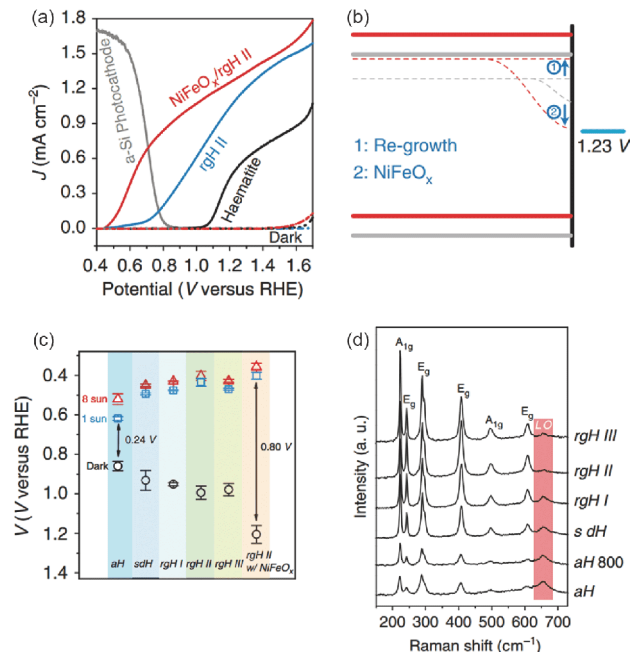 (a)
1.8
1.5
1.2
0.9
0.6
0.3
0.0
J (mA cm⁻²)
a-Si Photocathode
NiFeOₓ/rgH II
rgH II
Haematite
Dark
0.4 0.6 0.8 1.0 1.2 1.4 1.6
Potential (V versus RHE)
(b)
1
2
1: Re-growth
2: NiFeOₓ
1.23 V
(c)
0.4
0.6
0.8
1.0
1.2
1.4
V (V versus RHE)
8 sun
1 sun
Dark
0.24 V
0.80 V
aH sdH rgH I rgH II rgH III rgH II
w/ NiFeOₓ
(d)
Intensity (a. u.)
A1g
Eg
Eg
Eg
A1g
Eg
LO
rgH III
rgH II
rgH I
s dH
aH 800
aH
200 300 400 500 600 700
Raman shift (cm⁻¹)